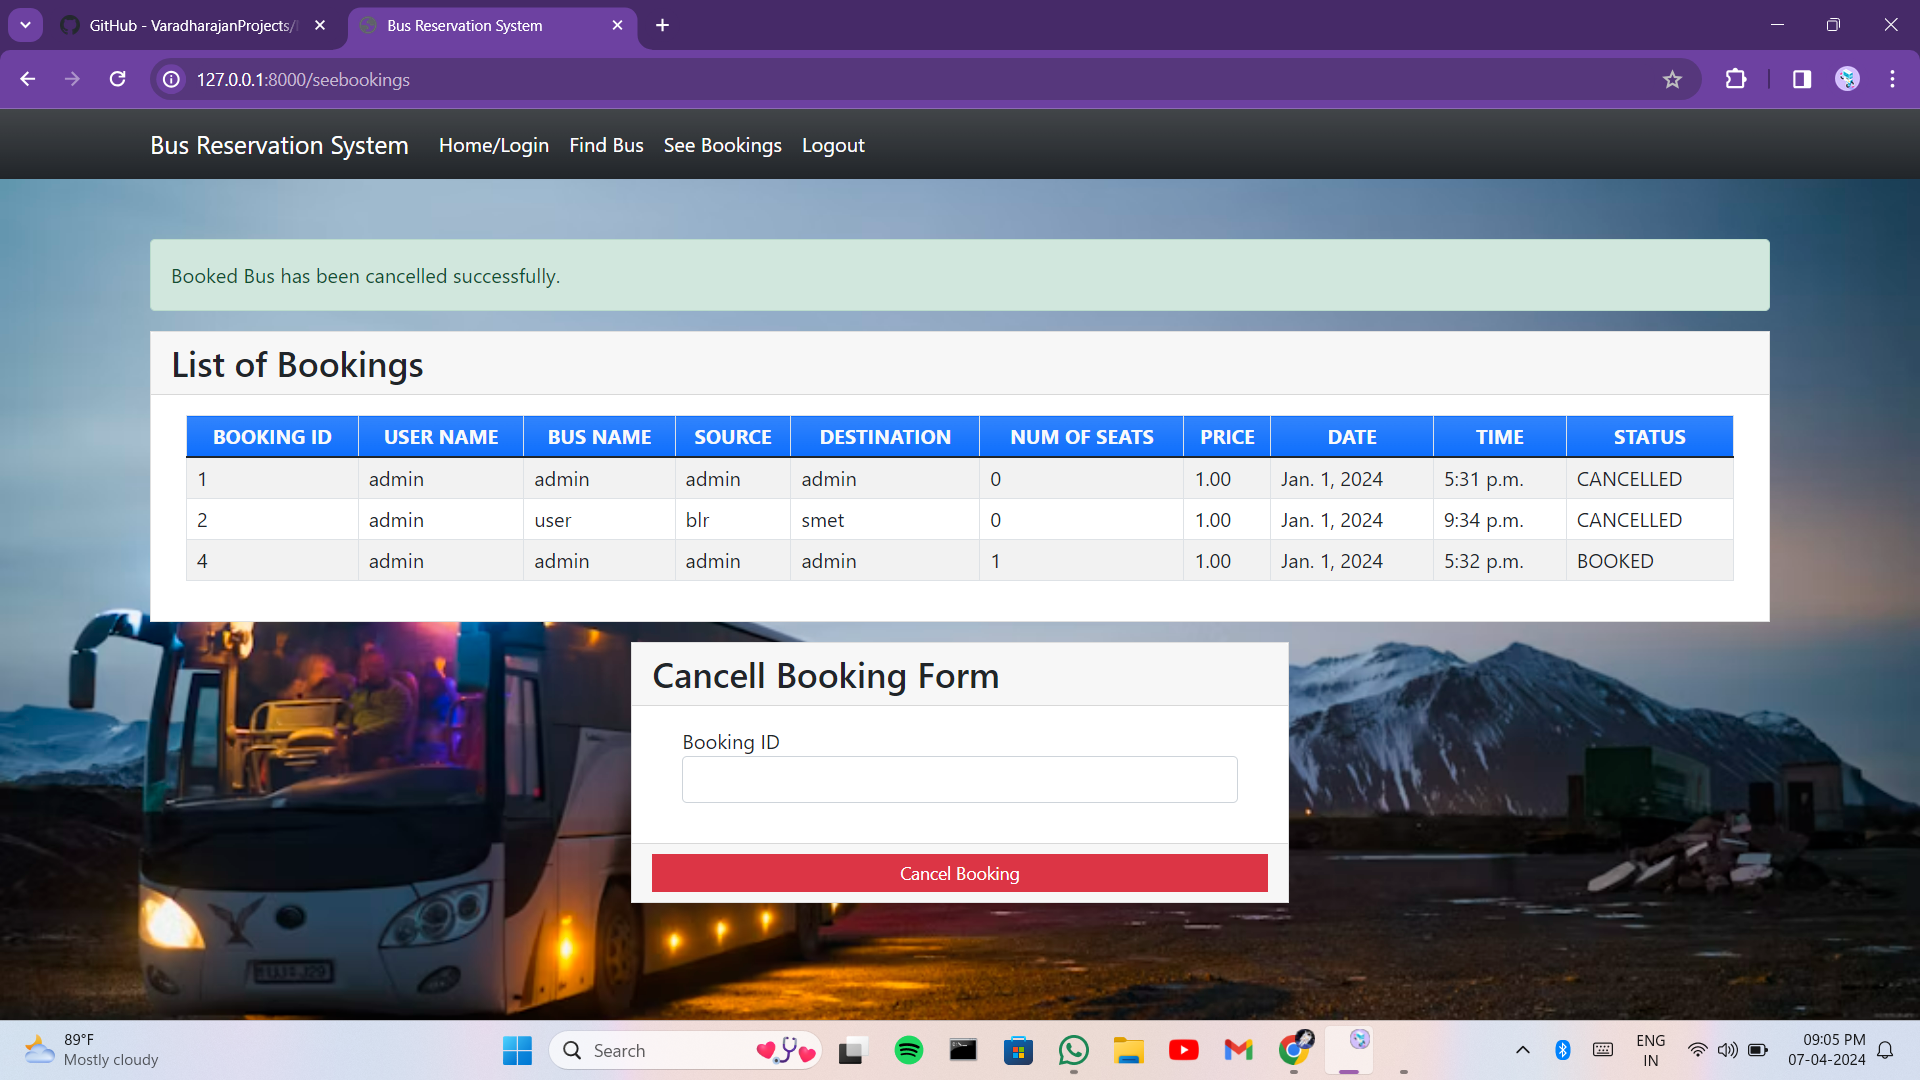 GitHub - VaradharajanProjects/
Bus Reservation System
127.0.0.1:8000/seebookings
Bus Reservation System Home/Login Find Bus See Bookings Logout
Booked Bus has been cancelled successfully.
List of Bookings
BOOKING ID USER NAME BUS NAME SOURCE DESTINATION NUM OF SEATS PRICE DATE TIME STATUS
1 admin admin admin admin 0 1.00 Jan. 1, 2024 5:31 p.m. CANCELLED
2 admin user blr smet 0 1.00 Jan. 1, 2024 9:34 p.m. CANCELLED
4 admin admin admin admin 1 1.00 Jan. 1, 2024 5:32 p.m. BOOKED
Cancell Booking Form
Booking ID
Cancel Booking
89°F
Mostly cloudy
Search
ENG
IN
09:05 PM
07-04-2024